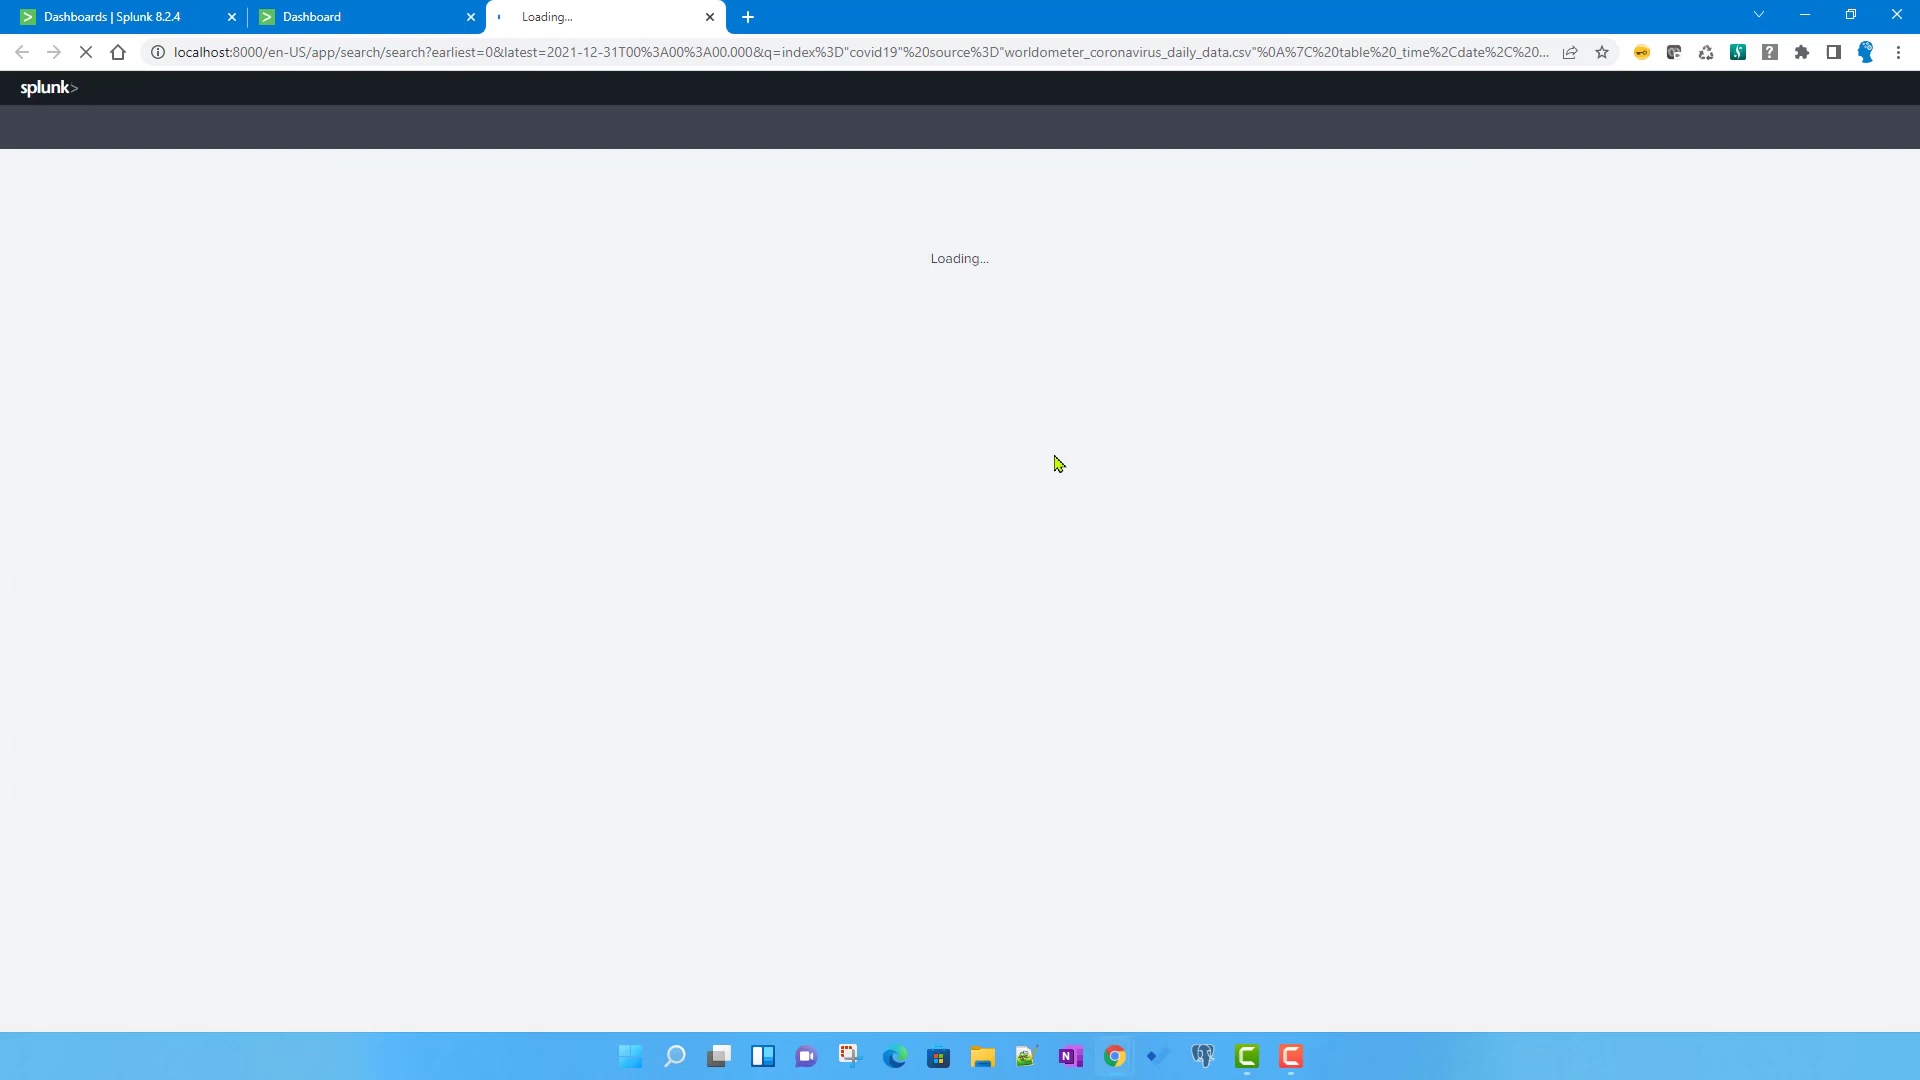 Dashboards | Splunk 8.2.4
Dashboard
Loading...
localhost:8000/en-US/app/search/search?earliest=0&latest=2021-12-31T00%3A00%3A00.000&q=index%3D"covid19"%20source%3D"worldometer_coronavirus_daily_data.csv"%0A%7C%20table%20_time%2Cdate%2C%20...
splunk>
Loading...